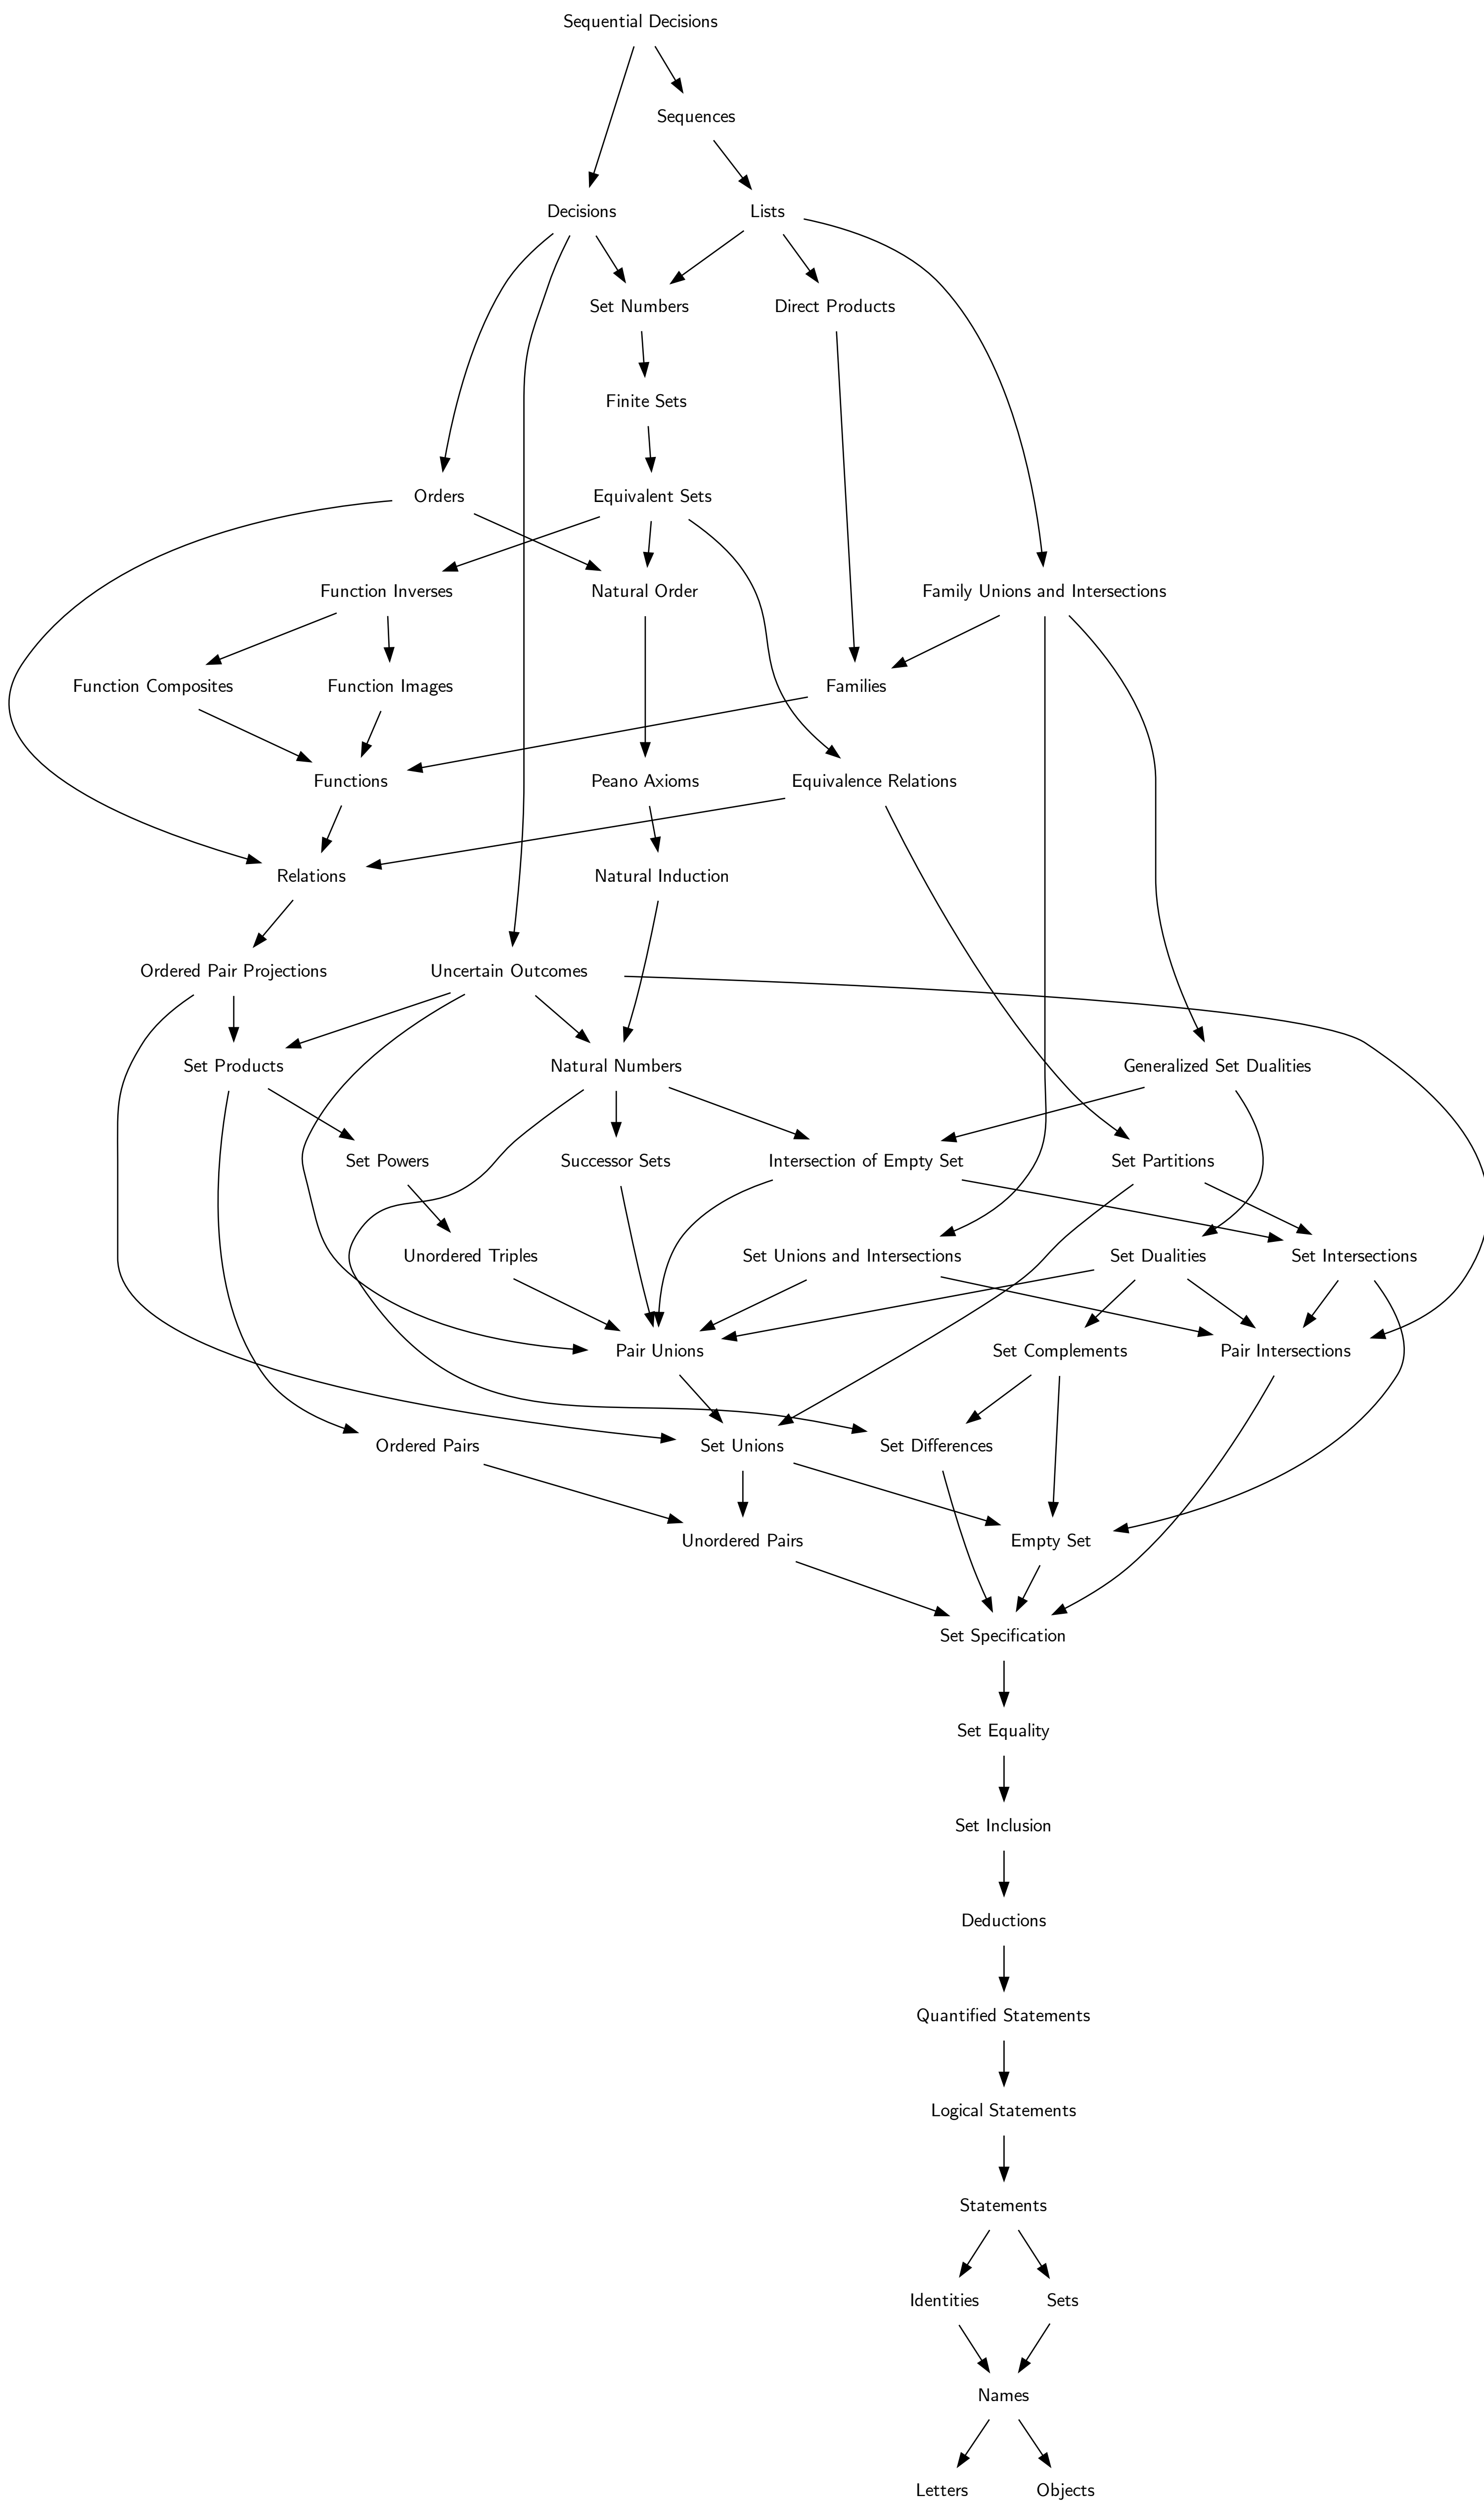 Sequential Decisions
Sequences
Decisions
Lists
Set Numbers
Direct Products
Finite Sets
Orders
Equivalent Sets
Function Inverses
Natural Order
Family Unions and Intersections
Function Composites
Function Images
Families
Functions
Peano Axioms
Equivalence Relations
Relations
Natural Induction
Ordered Pair Projections
Uncertain Outcomes
Set Products
Natural Numbers
Generalized Set Dualities
Set Powers
Successor Sets
Intersection of Empty Set
Set Partitions
Unordered Triples
Set Unions and Intersections
Set Dualities
Set Intersections
Pair Unions
Set Complements
Pair Intersections
Ordered Pairs
Set Unions
Set Differences
Unordered Pairs
Empty Set
Set Specification
Set Equality
Set Inclusion
Deductions
Quantified Statements
Logical Statements
Statements
Identities
Sets
Names
Letters
Objects